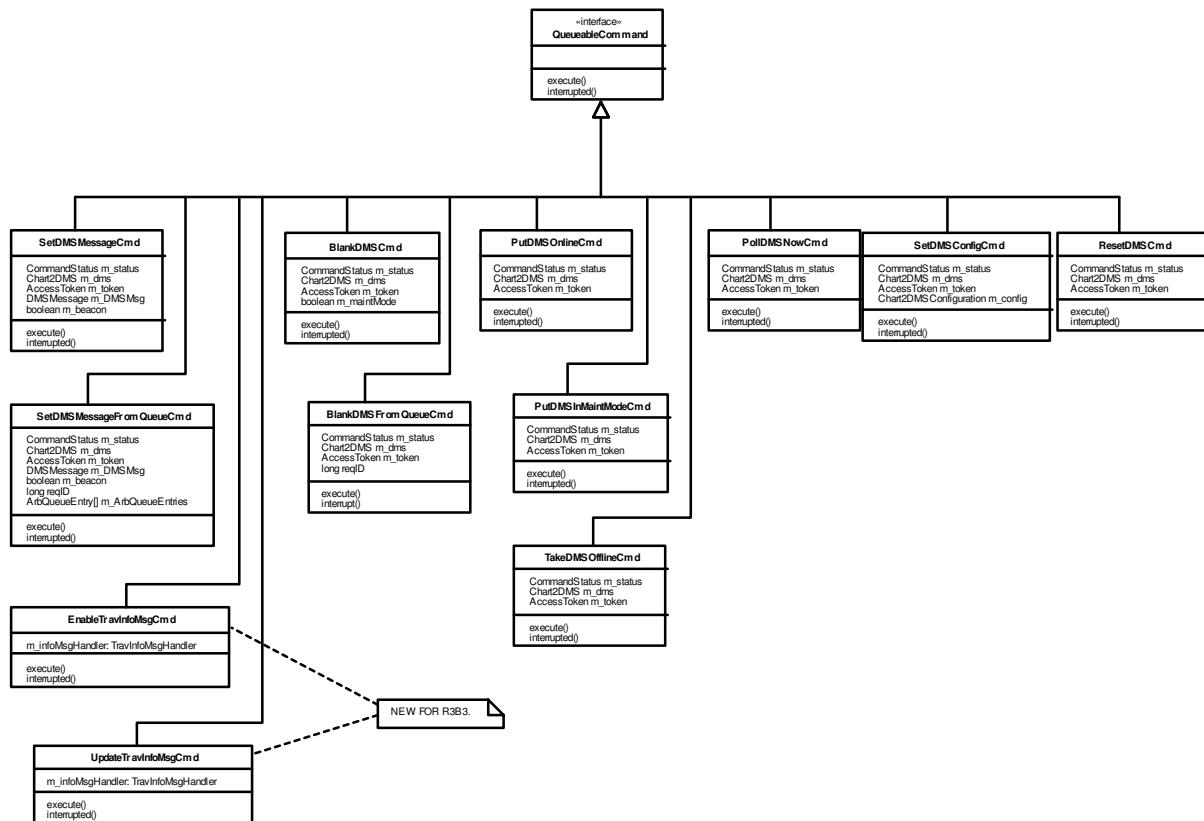 «interface»
QueueableCommand
execute()
interrupted()
SetDMSMessageCmd
CommandStatus m_status
Chart2DMS m_dms
AccessToken m_token
DMSMessage m_DMSMsg
boolean m_beacon
execute()
interrupted()
BlankDMSCmd
CommandStatus m_status
Chart2DMS m_dms
AccessToken m_token
boolean m_maintMode
execute()
interrupted()
PutDMSOnlineCmd
CommandStatus m_status
Chart2DMS m_dms
AccessToken m_token
execute()
interrupted()
PollDMSNowCmd
CommandStatus m_status
Chart2DMS m_dms
AccessToken m_token
execute()
interrupted()
SetDMSConfigCmd
CommandStatus m_status
Chart2DMS m_dms
AccessToken m_token
Chart2DMSConfiguration m_config
execute()
interrupted()
ResetDMSCmd
CommandStatus m_status
Chart2DMS m_dms
AccessToken m_token
execute()
interrupted()
SetDMSMessageFromQueueCmd
CommandStatus m_status
Chart2DMS m_dms
AccessToken m_token
DMSMessage m_DMSMsg
boolean m_beacon
long reqID
ArbQueueEntry[] m_ArbQueueEntries
execute()
interrupted()
BlankDMSFromQueueCmd
CommandStatus m_status
Chart2DMS m_dms
AccessToken m_token
long reqID
execute()
interrupt()
PutDMSInMaintModeCmd
CommandStatus m_status
Chart2DMS m_dms
AccessToken m_token
execute()
interrupted()
TakeDMSOfflineCmd
CommandStatus m_status
Chart2DMS m_dms
AccessToken m_token
execute()
interrupted()
EnableTravInfoMsgCmd
m_infoMsgHandler: TravInfoMsgHandler
execute()
interrupted()
NEW FOR R3B3.
UpdateTravInfoMsgCmd
m_infoMsgHandler: TravInfoMsgHandler
execute()
interrupted()